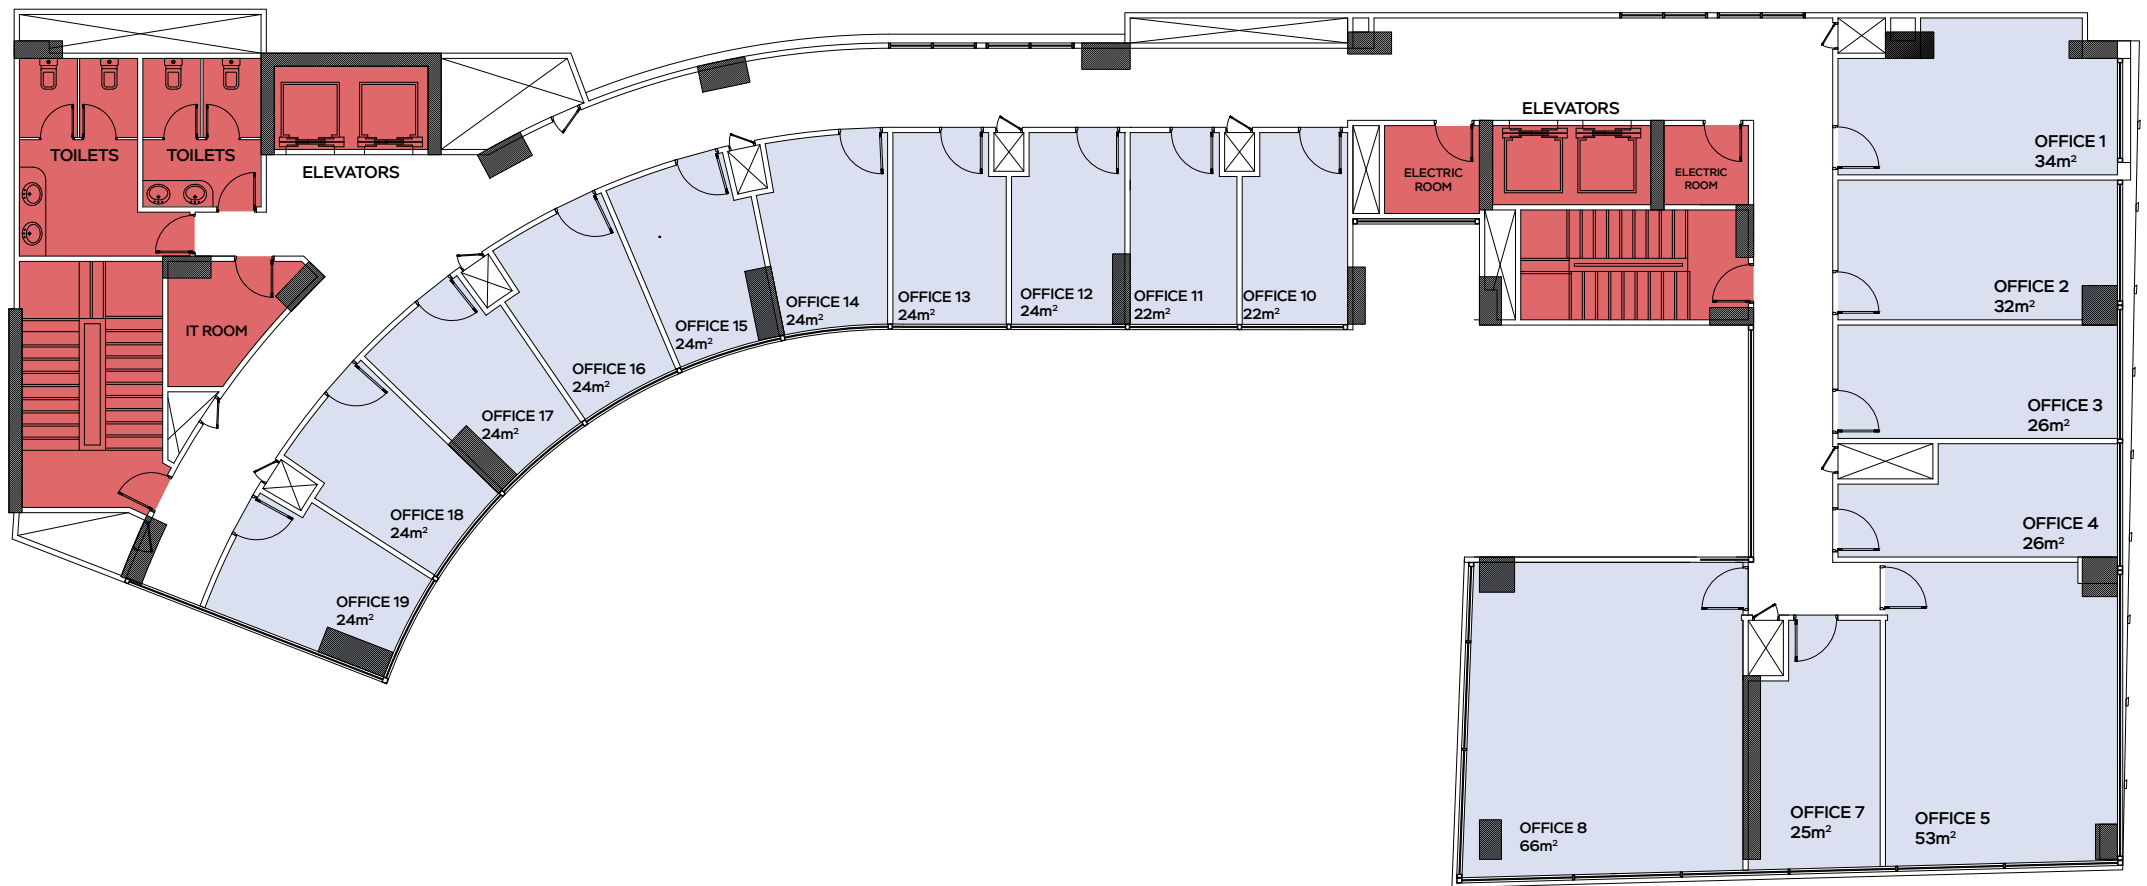 ELEVATORS
OFFICE 1
34m²
TOILETS
TOILETS
ELEVATORS
ELECTRIC
ROOM
ELECTRIC
ROOM
OFFICE 2
32m²
OFFICE 14
24m²
OFFICE 13
24m²
OFFICE 12
24m²
OFFICE 11
22m²
OFFICE 10
22m²
IT ROOM
OFFICE 15
24m²
OFFICE 16
24m²
OFFICE 17
24m²
OFFICE 3
26m²
OFFICE 18
24m²
OFFICE 4
26m²
OFFICE 19
24m²
OFFICE 8
66m²
OFFICE 7
25m²
OFFICE 5
53m²